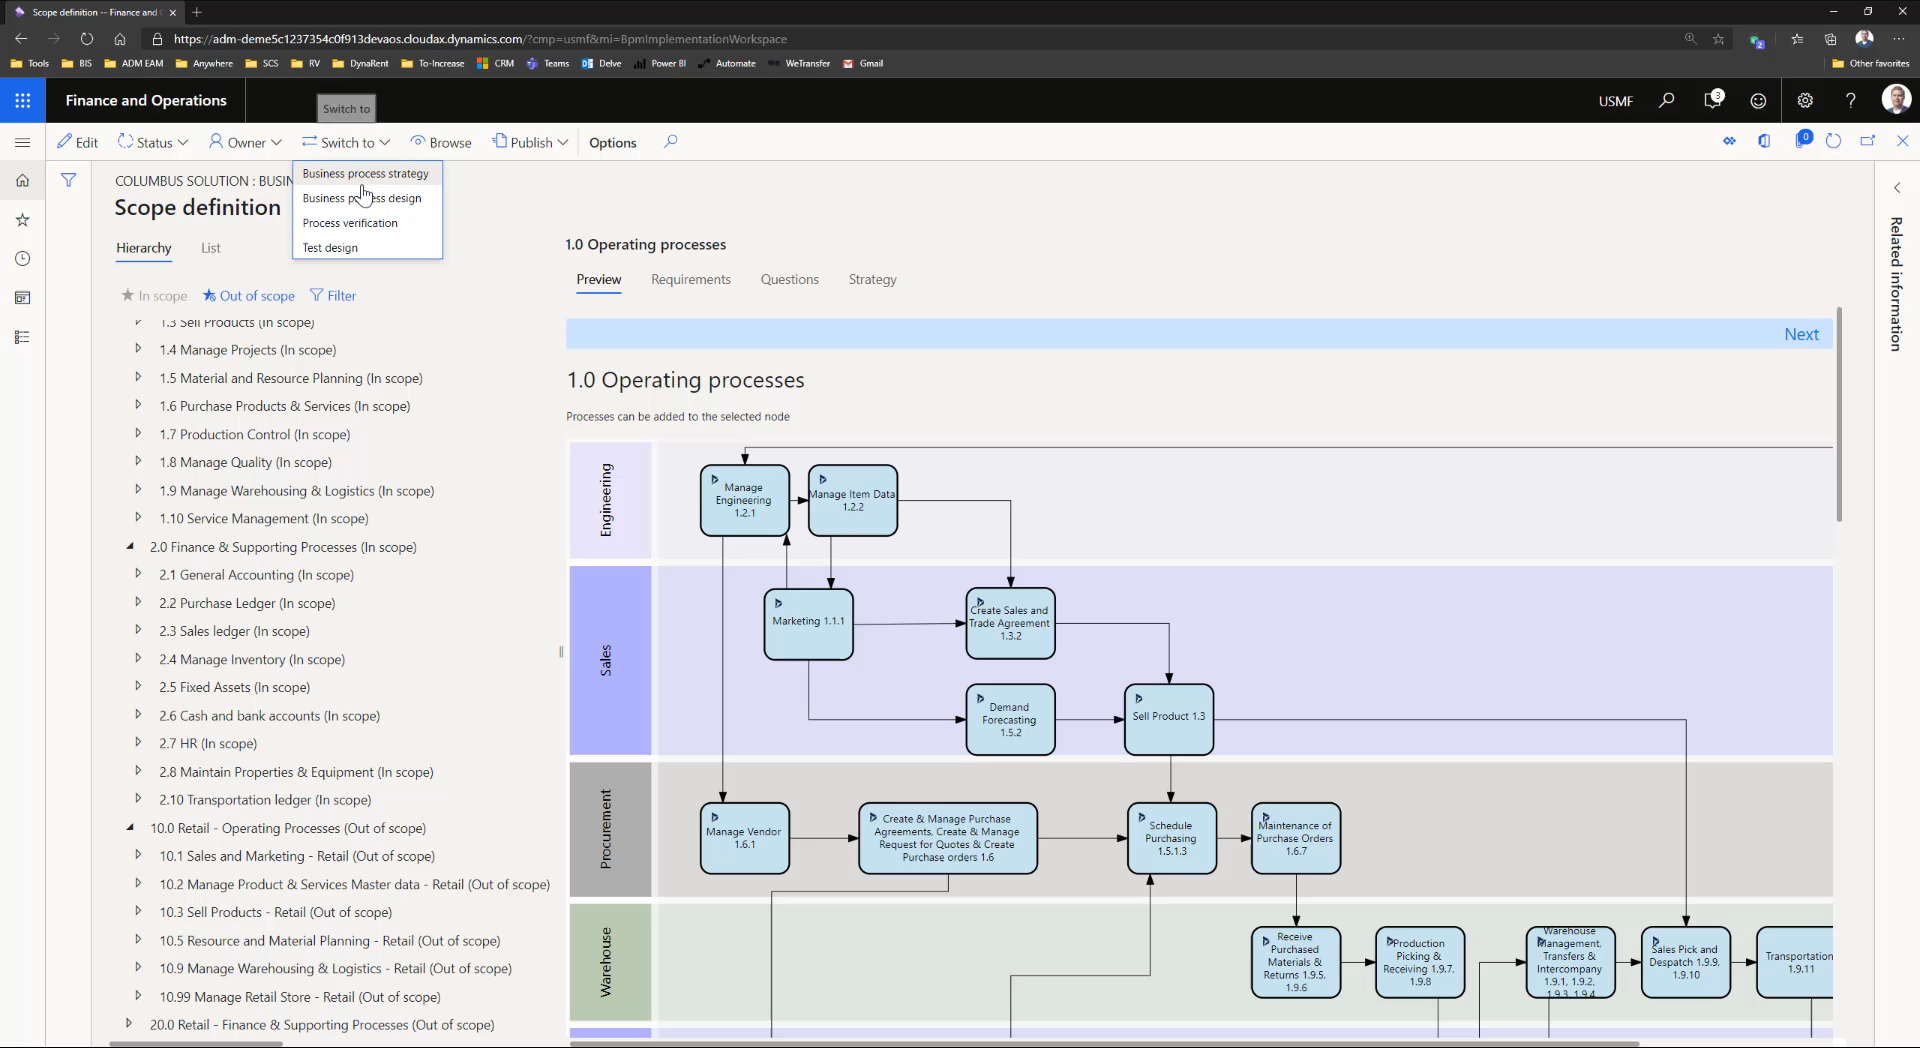 Scope definition -- Finance and
https://adm-deme5c1237354c0f913devaos.cloudax.dynamics.com/?cmp=usmf&mi=BpmImplementationWorkspace
Tools BIS ADM EAM Anywhere SCS RV DynaRent To-Increase CRM Teams Delve Power BI Automate WeTransfer Gmail Other favorites
Finance and Operations
Switch to
USMF
3
?
Edit Status Owner Switch to Browse Publish Options
0
Business process strategy
Business process design
Process verification
Test design
COLUMBUS SOLUTION : BUSIN
Scope definition
Hierarchy List
In scope Out of scope Filter
1.3 Sell Products (In scope)
1.4 Manage Projects (In scope)
1.5 Material and Resource Planning (In scope)
1.6 Purchase Products & Services (In scope)
1.7 Production Control (In scope)
1.8 Manage Quality (In scope)
1.9 Manage Warehousing & Logistics (In scope)
1.10 Service Management (In scope)
2.0 Finance & Supporting Processes (In scope)
2.1 General Accounting (In scope)
2.2 Purchase Ledger (In scope)
2.3 Sales ledger (In scope)
2.4 Manage Inventory (In scope)
2.5 Fixed Assets (In scope)
2.6 Cash and bank accounts (In scope)
2.7 HR (In scope)
2.8 Maintain Properties & Equipment (In scope)
2.10 Transportation ledger (In scope)
10.0 Retail - Operating Processes (Out of scope)
10.1 Sales and Marketing - Retail (Out of scope)
10.2 Manage Product & Services Master data - Retail (Out of scope)
10.3 Sell Products - Retail (Out of scope)
10.5 Resource and Material Planning - Retail (Out of scope)
10.9 Manage Warehousing & Logistics - Retail (Out of scope)
10.99 Manage Retail Store - Retail (Out of scope)
20.0 Retail - Finance & Supporting Processes (Out of scope)
1.0 Operating processes
Preview Requirements Questions Strategy
Next
1.0 Operating processes
Processes can be added to the selected node
Engineering
Manage
Engineering
1.2.1
Manage Item Data
1.2.2
Sales
Marketing 1.1.1
Create Sales and
Trade Agreement
1.3.2
Demand
Forecasting
1.5.2
Sell Product 1.3
Procurement
Manage Vendor
1.6.1
Create & Manage Purchase
Agreements, Create & Manage
Request for Quotes & Create
Purchase orders 1.6
Schedule
Purchasing
1.5.1.3
Maintenance of
Purchase Orders
1.6.7
Warehouse
Receive
Purchased
Materials &
Returns 1.9.5,
1.9.6
Production
Picking &
Receiving 1.9.7,
1.9.8
Warehouse
Management,
Transfers &
Intercompany
1.9.1, 1.9.2,
1.9.3, 1.9.4
Sales Pick and
Despatch 1.9.9,
1.9.10
Transportation
1.9.11
Related information